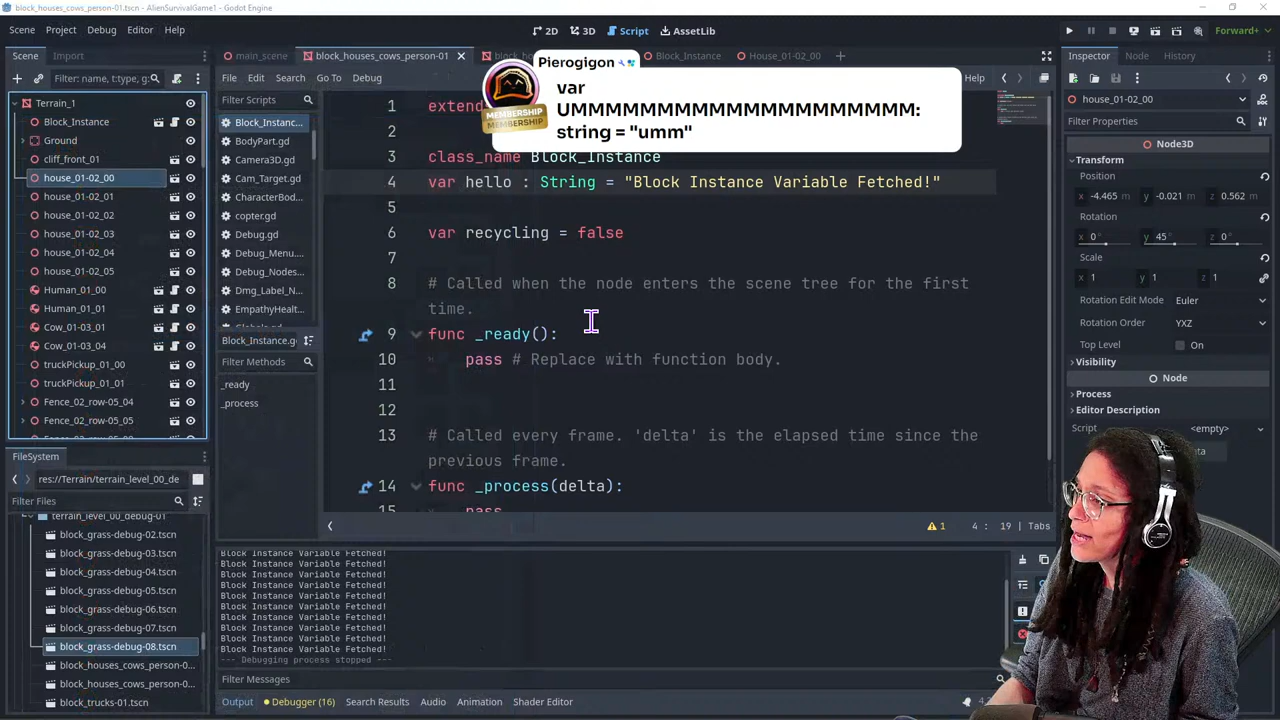 block_houses_cows_person-01.tscn - AlienSurvivalGame1 - Godot Engine
Scene Project Debug Editor Help
2D 3D Script AssetLib
Forward+
Scene Import
main_scene block_houses_cows_person-01 Block_Instance House_01-02_00
Inspector Node History
Filter: name, t:type, g:
File Edit Search Go To Debug
Help
house_01-02_00
Filter Scripts
Filter Properties
Pierogigon
MEMBERSHIP
MEMBERSHIP
var
UMMMMMMMMMMMMMMMMMMM:
string = "umm"
Terrain_1
Block_Instance
Ground
cliff_front_01
house_01-02_00
house_01-02_01
house_01-02_02
house_01-02_03
house_01-02_04
house_01-02_05
Human_01_00
Human_01_01
Cow_01-03_01
Cow_01-03_04
truckPickup_01_00
truckPickup_01_01
Fence_02_row-05_04
Fence_02_row-05_05
Block_Instanc...
BodyPart.gd
Camera3D.gd
Cam_Target.gd
CharacterBod...
copter.gd
Debug.gd
Debug_Menu....
Debug_Nodes...
Dmg_Label_N...
EmpathyHealt...
Block_Instance.g
Filter Methods
_ready
_process
1 exten
2
3 class_name Block_Instance
4 var hello : String = "Block Instance Variable Fetched!"
5
6 var recycling = false
7
8 # Called when the node enters the scene tree for the first
time.
9 func _ready():
10 pass # Replace with function body.
11
12
13 # Called every frame. 'delta' is the elapsed time since the
previous frame.
14 func _process(delta):
15 pass
1 4 : 19 | Tabs
Node3D
Transform
Position
x -4.465 y -0.021 z 0.562 m
Rotation
x 0° y 45° z 0°
Scale
x 1 y 1 z 1
Rotation Edit Mode Euler
Rotation Order YXZ
Top Level On
Visibility
Node
Process
Editor Description
Script <empty>
FileSystem
res://Terrain/terrain_level_00_de
Filter Files
terrain_level_00_debug-01
block_grass-debug-02.tscn
block_grass-debug-03.tscn
block_grass-debug-04.tscn
block_grass-debug-05.tscn
block_grass-debug-06.tscn
block_grass-debug-07.tscn
block_grass-debug-08.tscn
block_houses_cows_person-0...
block_houses_cows_person-0...
block_trucks-01.tscn
Block Instance Variable Fetched!
Block Instance Variable Fetched!
Block Instance Variable Fetched!
Block Instance Variable Fetched!
Block Instance Variable Fetched!
Block Instance Variable Fetched!
Block Instance Variable Fetched!
Block Instance Variable Fetched!
Block Instance Variable Fetched!
Block Instance Variable Fetched!
--- Debugging process stopped ---
Filter Messages
Output Debugger (16) Search Results Audio Animation Shader Editor